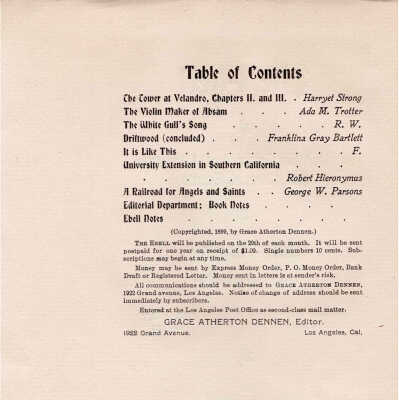 Table of Contents
The Tower at Velandro, Chapters II. and III. . Harryet Strong
The Violin Maker of Absam . . Ada M. Trotter
The White Gull's Song . . . . R. W.
Driftwood (concluded) . . Franklina Gray Bartlett
It is Like This . . . . . . F.
University Extension in Southern California . .
. . . . . Robert Hieronymus
A Railroad for Angels and Saints . . George W. Parsons
Editorial Department; Book Notes . . . .
Ebell Notes . . . . . . .
(Copyrighted, 1899, by Grace Atherton Dennen.)
THE EBELL will be published on the 20th of each month. It will be sent
postpaid for one year on receipt of $1.00. Single numbers 10 cents. Sub-
scriptions may begin at any time.
Money may be sent by Express Money Order, P. O. Money Order, Bank
Draft or Registered Letter. Money sent in letters is at sender's risk.
All communications should be addressed to GRACE ATHERTON DENNEN,
1922 Grand avenue, Los Angeles. Notice of change of address should be sent
immediately by subscribers.
Entered at the Los Angeles Post Office as second-class mail matter.
GRACE ATHERTON DENNEN, Editor.
1922 Grand Avenue. Los Angeles, Cal,